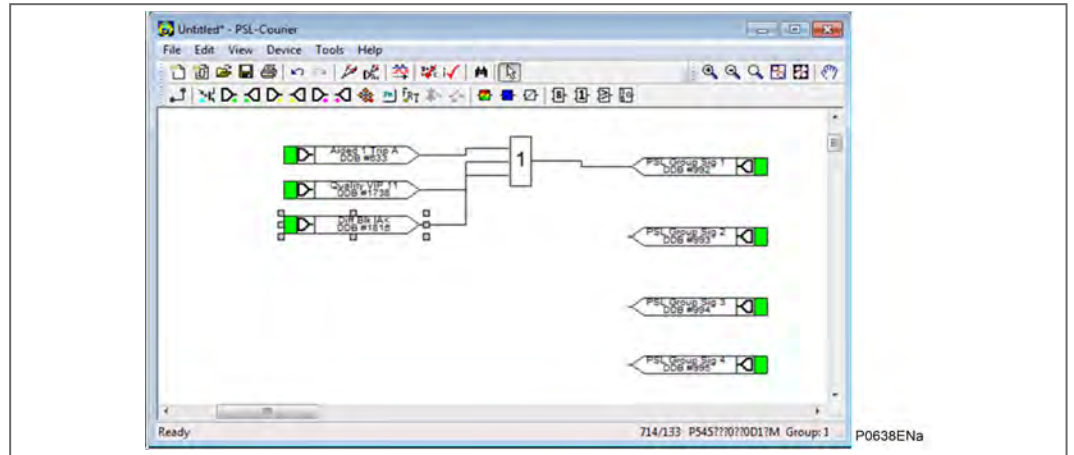 Untitled* - PSL-Courier
File Edit View Device Tools Help
Aided 1 Trip A
DDB #633
1
PSL Group Sig 1
DDB #992
Quality VIP 11
DDB #1738
Diff Blk IA<
DDB #1816
PSL Group Sig 2
DDB #993
PSL Group Sig 3
DDB #994
PSL Group Sig 4
DDB #995
Ready
714/133 P545???0??0D1?M Group: 1
P0638ENa